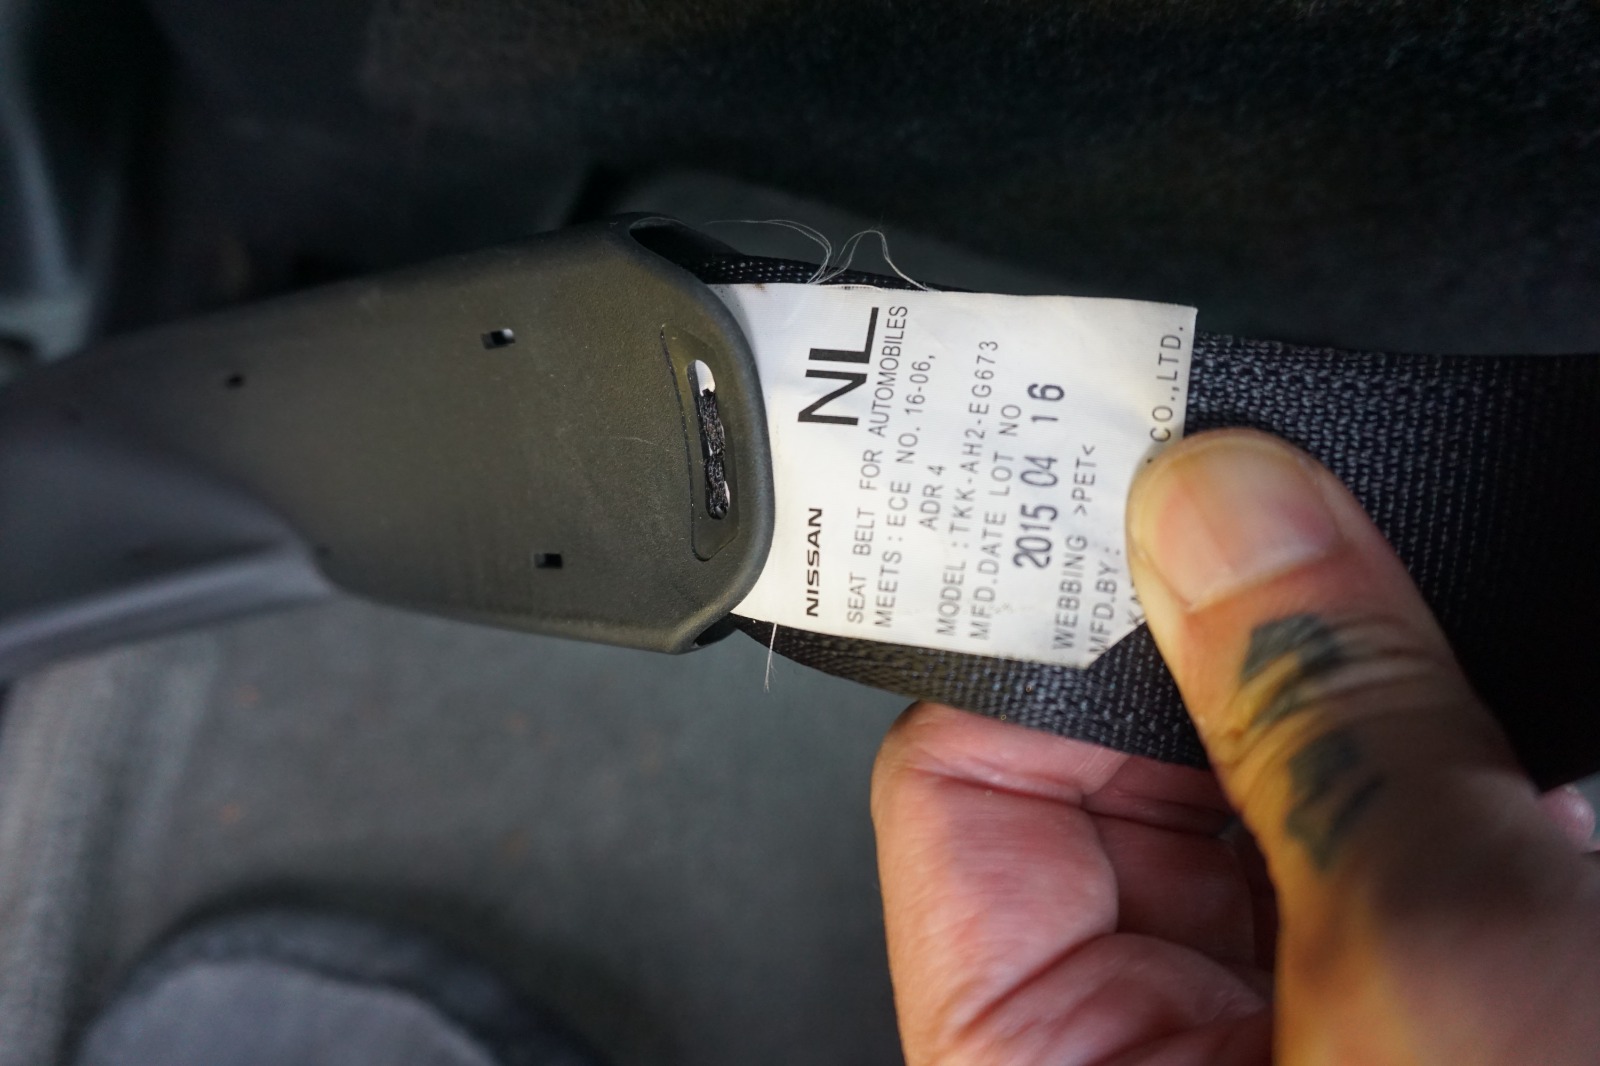 NISSAN NL
SEAT BELT FOR AUTOMOBILES
MEETS : ECE NO. 16-06,
ADR 4
MODEL : TKK-AH2-EG673
MFD.DATE LOT NO
2015 04 16
WEBBING >PET<
MFD.BY :
CO.,LTD.